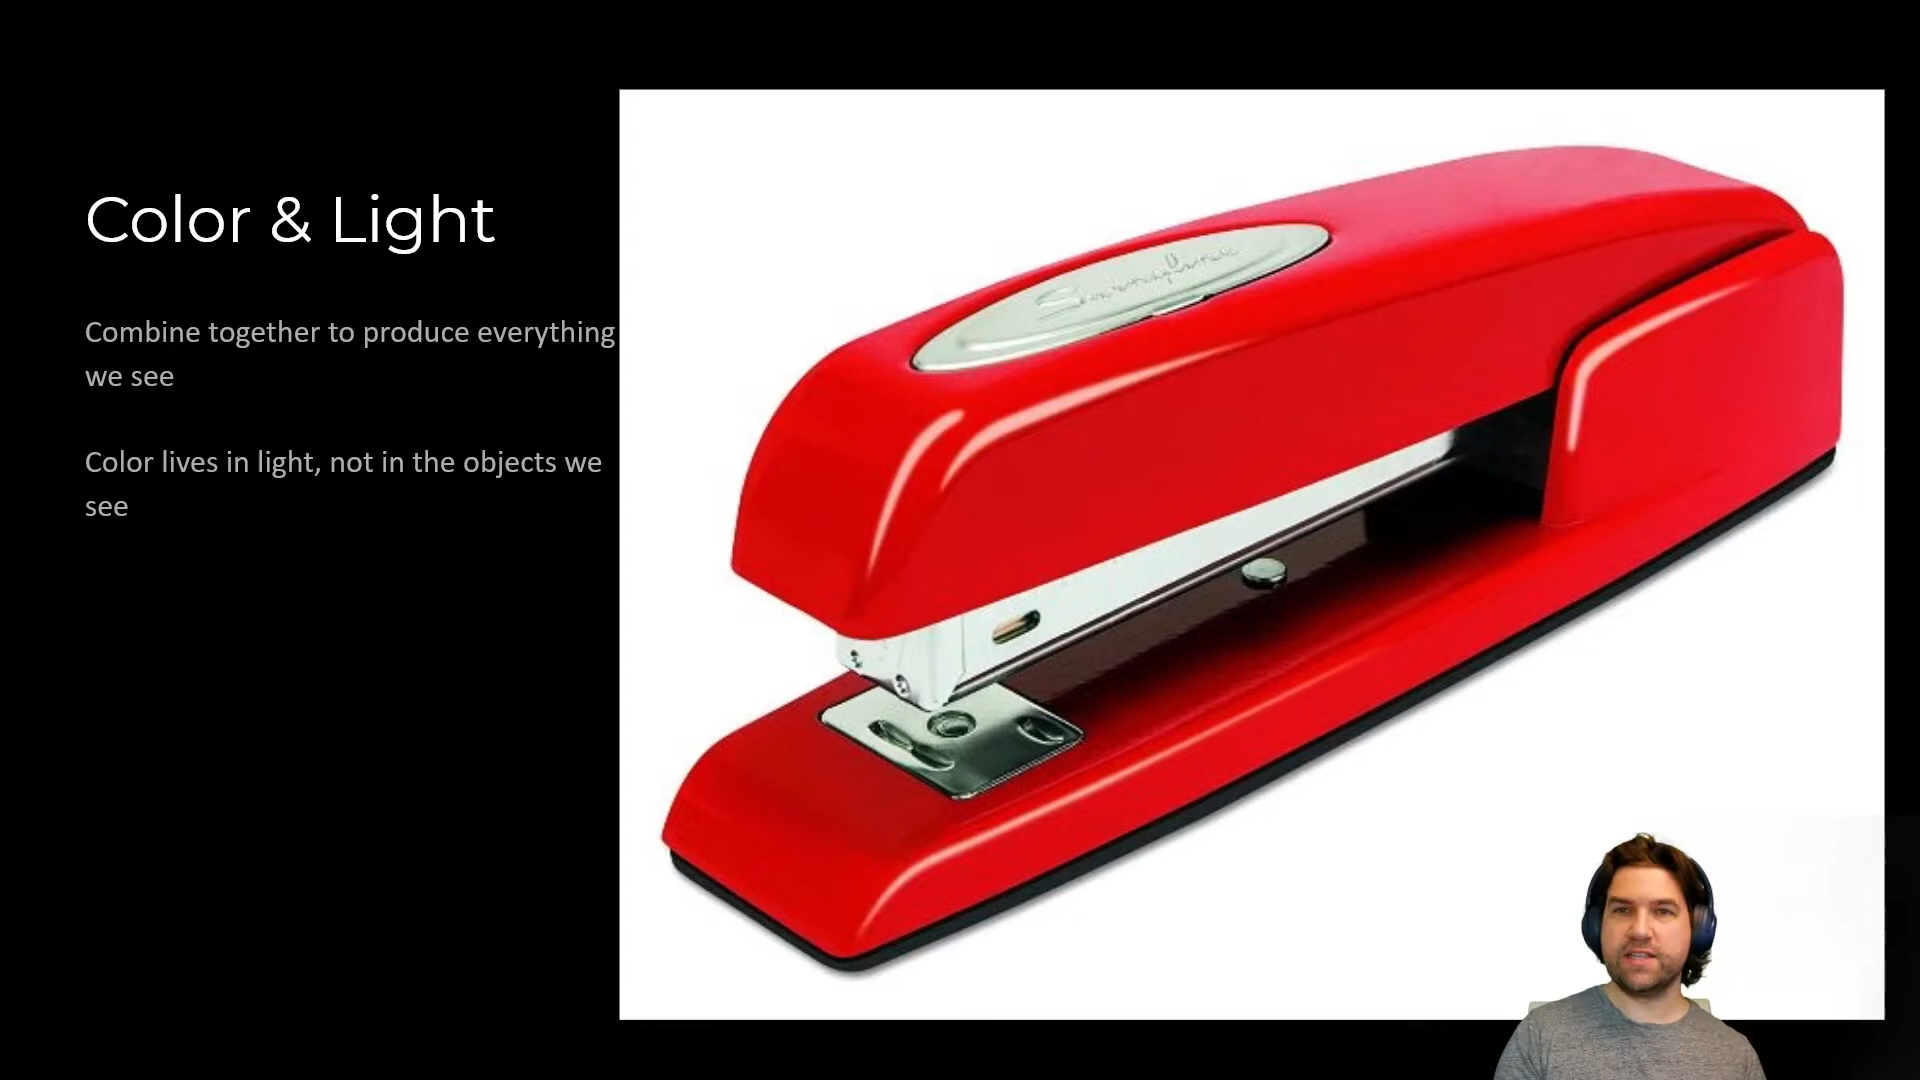 Color & Light
Combine together to produce everything
we see
Color lives in light, not in the objects we
see
Swingline